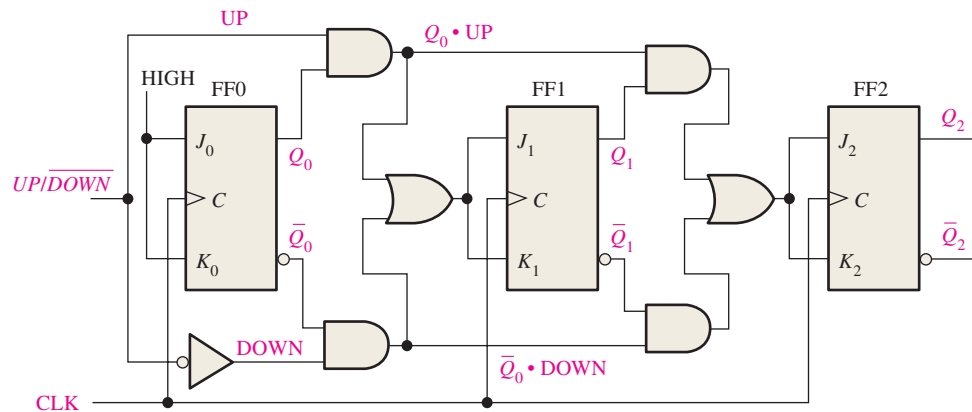 UP
Q₀ • UP
HIGH
FF0
FF1
FF2
J₀
Q₀
J₁
Q₁
J₂
Q₂
UP/D̅O̅W̅N̅
C
C
C
Q̅₀
Q̅₁
Q̅₂
K₀
K₁
K₂
DOWN
Q̅₀ • DOWN
CLK